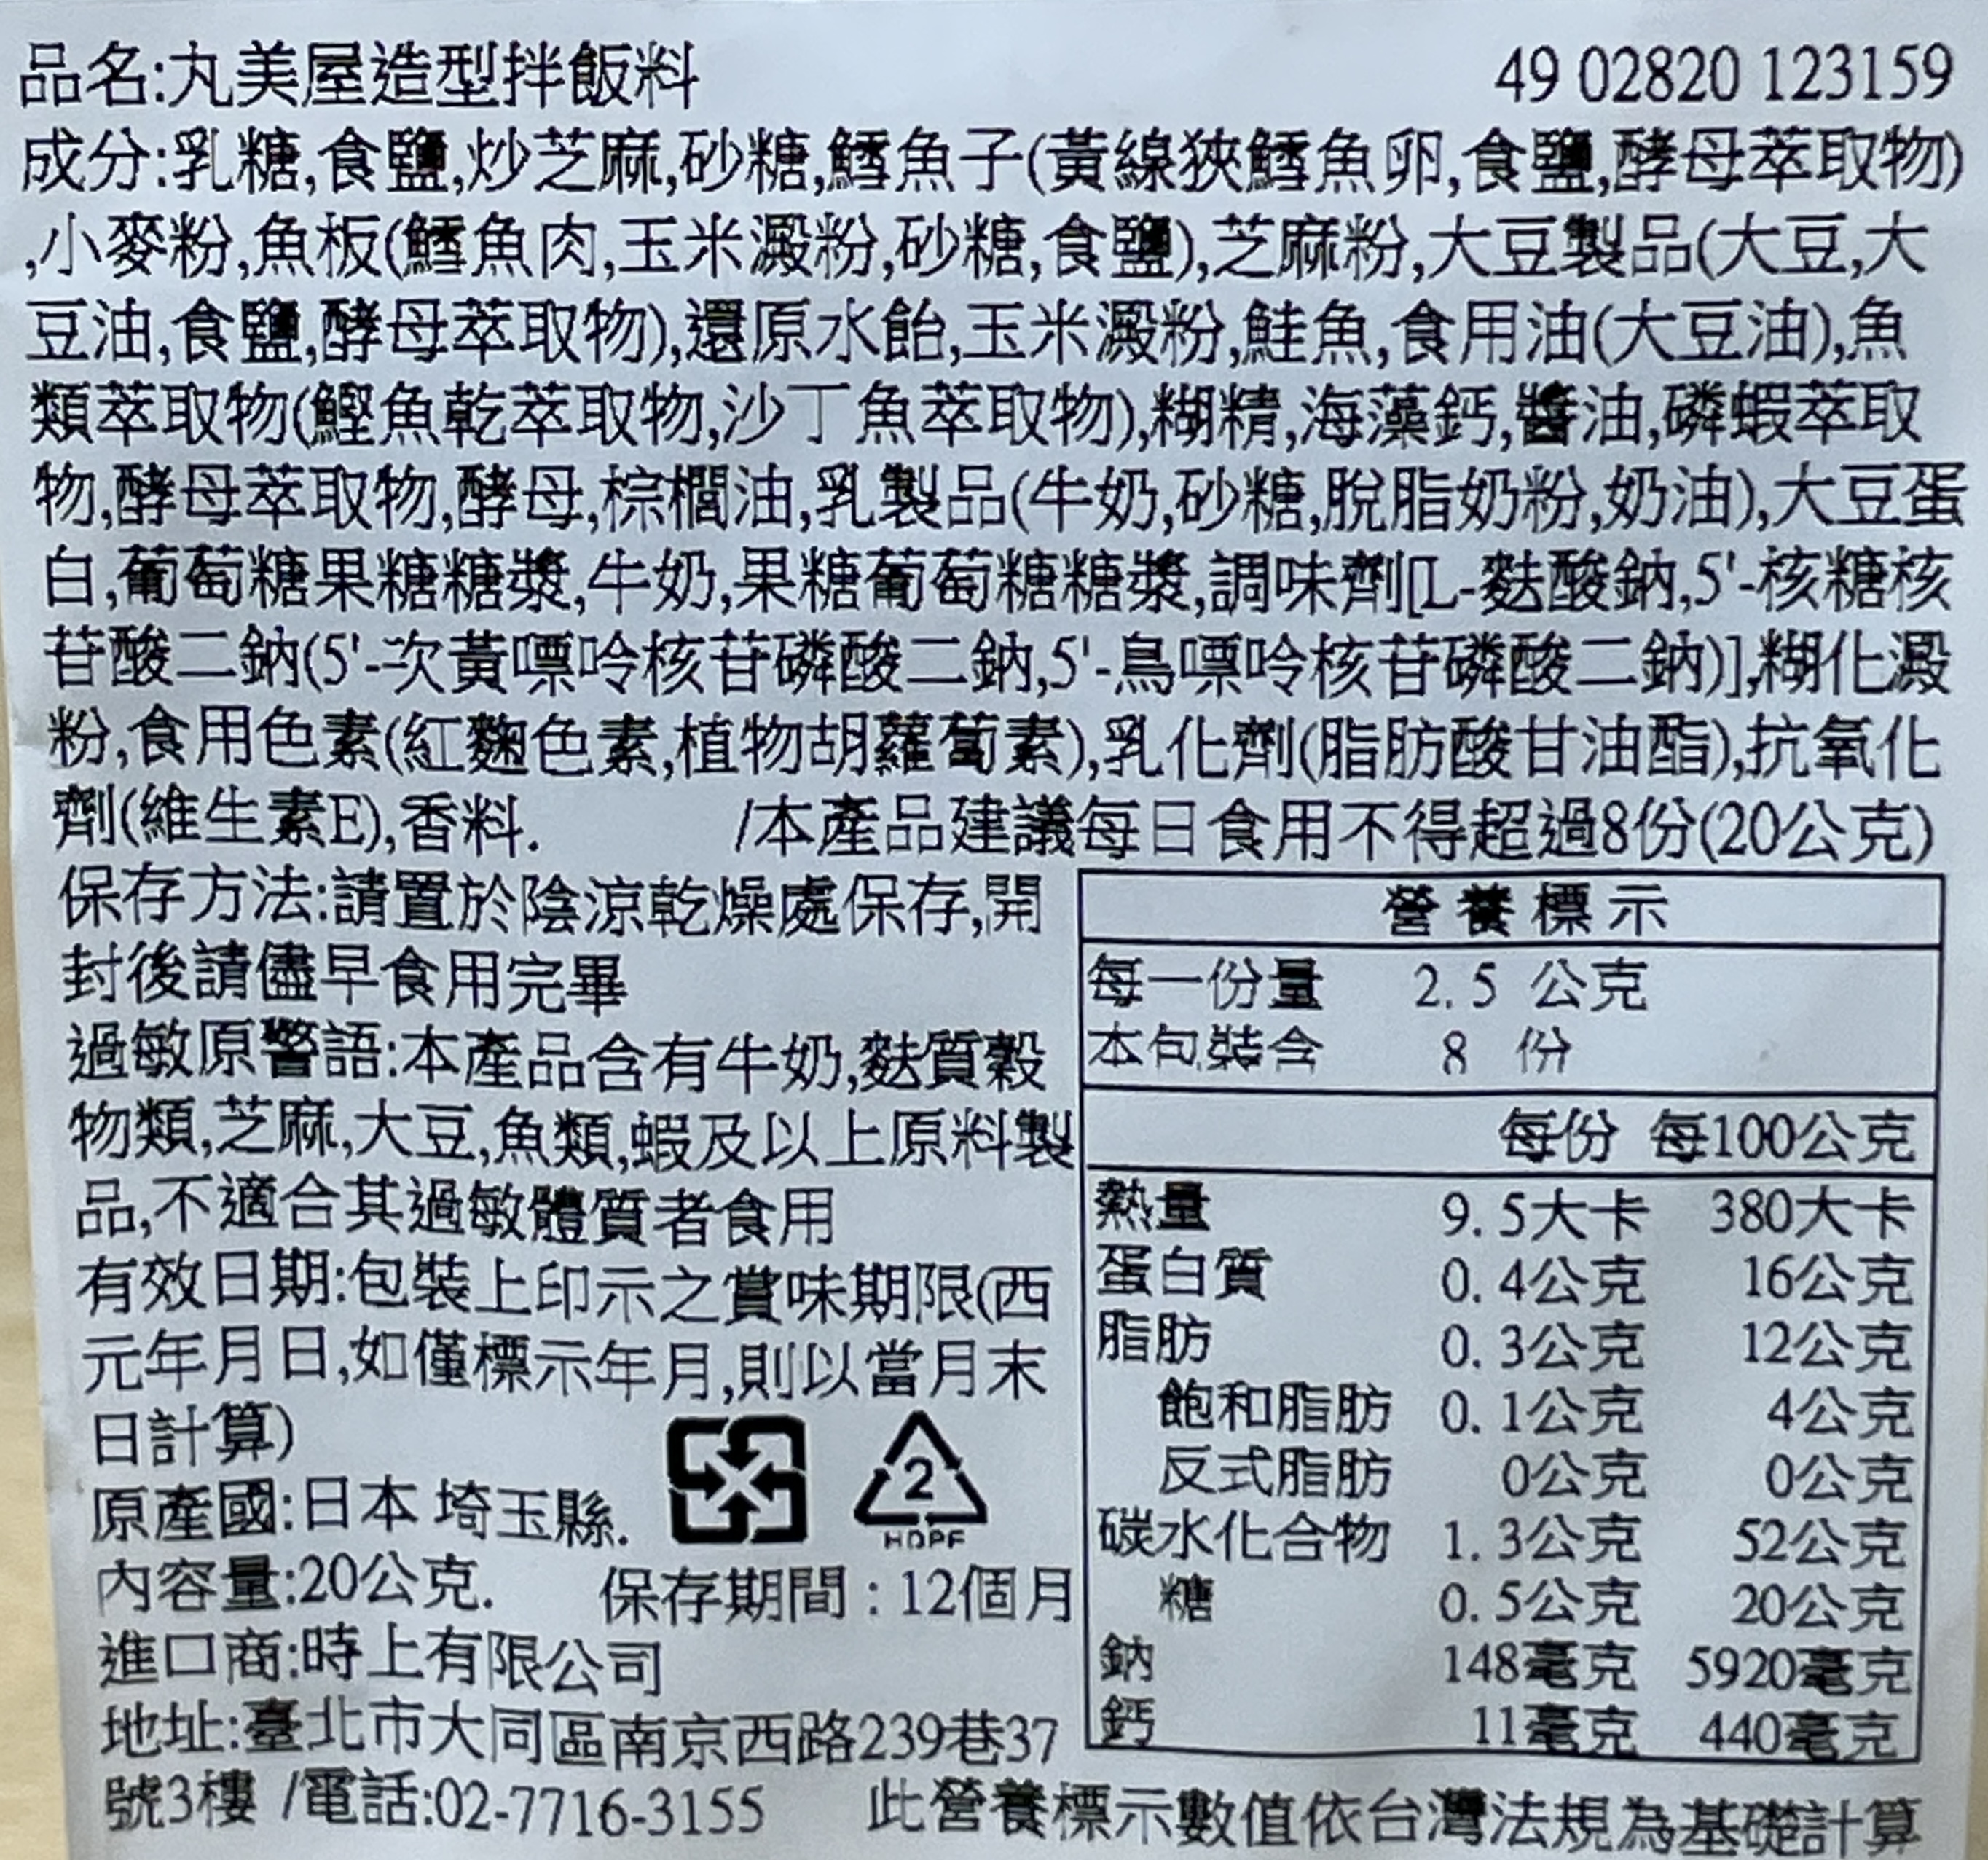 品名:丸美屋造型拌飯料 49 02820 123159
成分:乳糖,食鹽,炒芝麻,砂糖,鱈魚子(黃線狹鱈魚卵,食鹽,酵母萃取物)
,小麥粉,魚板(鱈魚肉,玉米澱粉,砂糖,食鹽),芝麻粉,大豆製品(大豆,大
豆油,食鹽,酵母萃取物),還原水飴,玉米澱粉,鮭魚,食用油(大豆油),魚
類萃取物(鰹魚乾萃取物,沙丁魚萃取物),糊精,海藻鈣,醬油,磷蝦萃取
物,酵母萃取物,酵母,棕櫚油,乳製品(牛奶,砂糖,脫脂奶粉,奶油),大豆蛋
白,葡萄糖果糖糖漿,牛奶,果糖葡萄糖糖漿,調味劑[L-麩酸鈉,5'-核糖核
苷酸二鈉(5'-次黃嘌呤核苷磷酸二鈉,5'-鳥嘌呤核苷磷酸二鈉)],糊化澱
粉,食用色素(紅麴色素,植物胡蘿蔔素),乳化劑(脂肪酸甘油酯),抗氧化
劑(維生素E),香料. /本產品建議每日食用不得超過8份(20公克)
保存方法:請置於陰涼乾燥處保存,開
封後請儘早食用完畢
過敏原警語:本產品含有牛奶,麩質穀
物類,芝麻,大豆,魚類,蝦及以上原料製
品,不適合其過敏體質者食用
有效日期:包裝上印示之賞味期限(西
元年月日,如僅標示年月,則以當月末
日計算)
2
HDPE
原產國:日本 埼玉縣.
內容量:20公克. 保存期間:12個月
進口商:時上有限公司
地址:臺北市大同區南京西路239巷37
號3樓 /電話:02-7716-3155
營養標示
每一份量 2.5 公克
本包裝含 8 份
每份 每100公克
熱量 9.5大卡 380大卡
蛋白質 0.4公克 16公克
脂肪 0.3公克 12公克
飽和脂肪 0.1公克 4公克
反式脂肪 0公克 0公克
碳水化合物 1.3公克 52公克
糖 0.5公克 20公克
鈉 148毫克 5920毫克
鈣 11毫克 440毫克
此營養標示數值依台灣法規為基礎計算